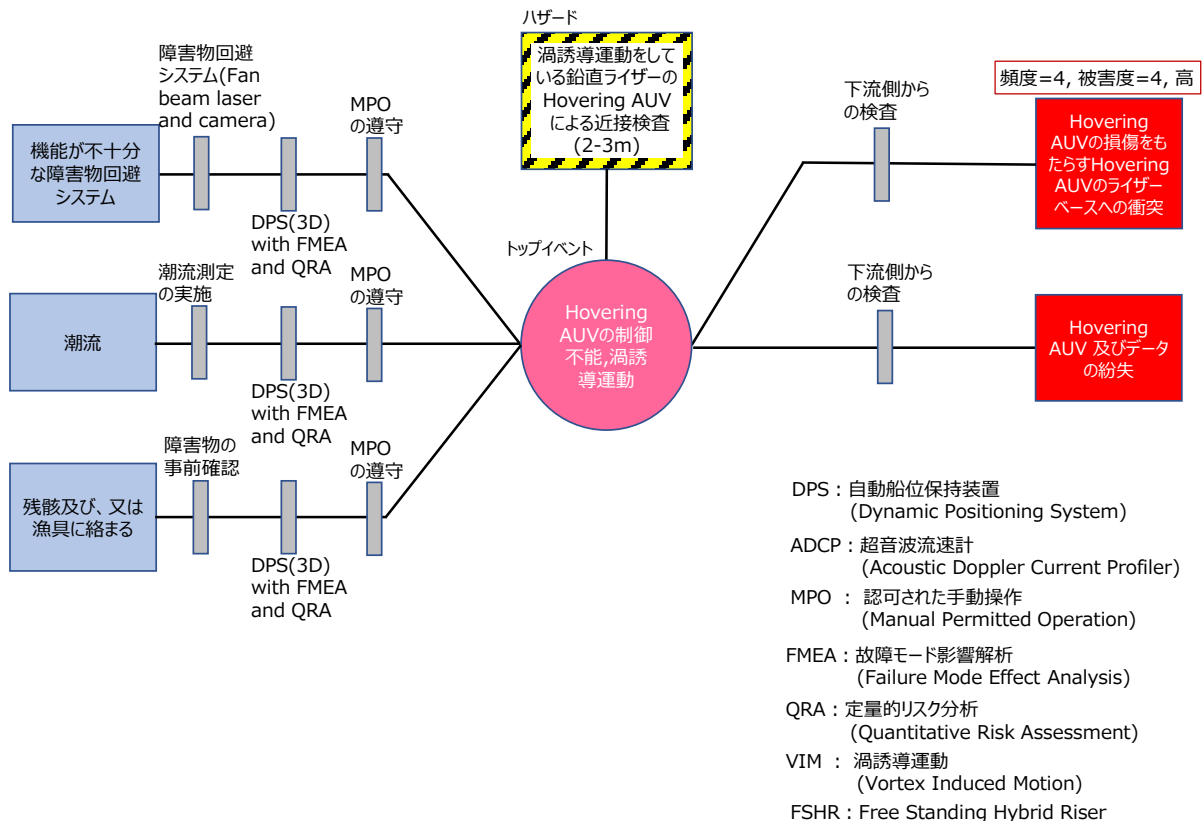 ハザード
渦誘導運動をして
いる鉛直ライザーの
Hovering AUV
による近接検査
(2-3m)
障害物回避
システム(Fan
beam laser
and camera)
MPO
の遵守
機能が不十分
な障害物回避
システム
DPS(3D)
with FMEA
and QRA
潮流測定
の実施
MPO
の遵守
潮流
DPS(3D)
with FMEA
and QRA
障害物の
事前確認
MPO
の遵守
残骸及び、又は
漁具に絡まる
DPS(3D)
with FMEA
and QRA
トップイベント
Hovering
AUVの制御
不能,渦誘
導運動
下流側から
の検査
頻度=4, 被害度=4, 高
Hovering
AUVの損傷をも
たらすHovering
AUVのライザー
ベースへの衝突
下流側から
の検査
Hovering
AUV 及びデータ
の紛失
DPS：自動船位保持装置
(Dynamic Positioning System)
ADCP：超音波流速計
(Acoustic Doppler Current Profiler)
MPO ： 認可された手動操作
(Manual Permitted Operation)
FMEA：故障モード影響解析
(Failure Mode Effect Analysis)
QRA：定量的リスク分析
(Quantitative Risk Assessment)
VIM ： 渦誘導運動
(Vortex Induced Motion)
FSHR：Free Standing Hybrid Riser